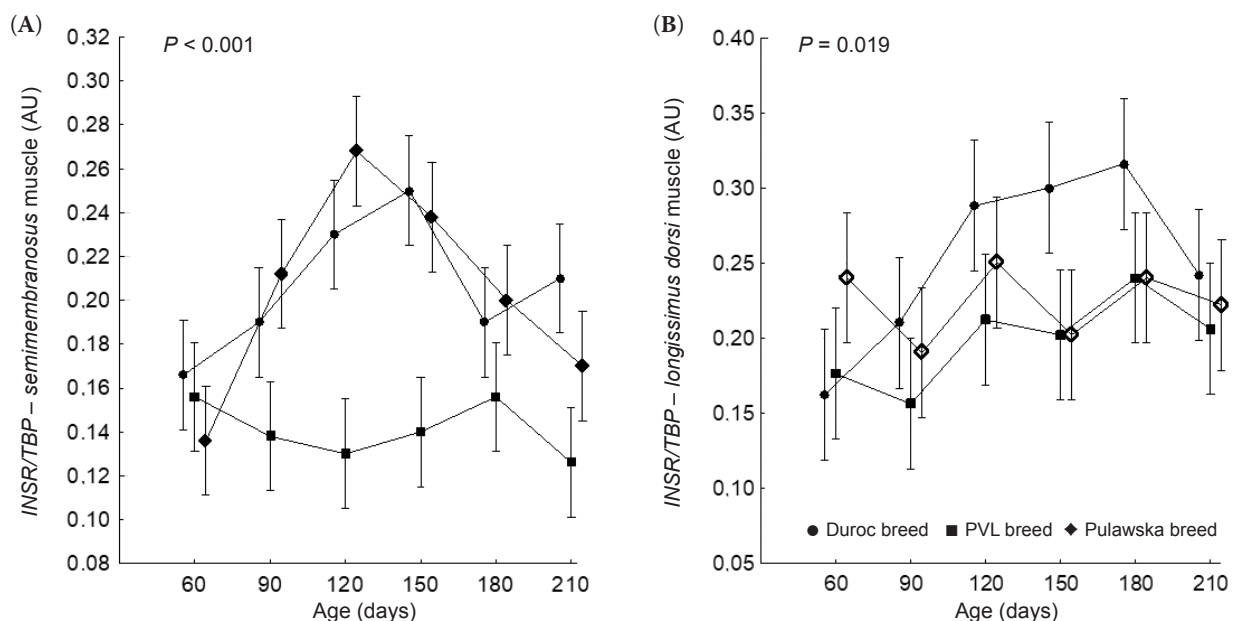 (A)
P < 0.001
INSR/TBP – semimembranosus muscle (AU)
0.32
0.30
0.28
0.26
0.24
0.22
0.20
0.18
0.16
0.14
0.12
0.10
0.08
60 90 120 150 180 210
Age (days)
(B)
P = 0.019
INSR/TBP – longissimus dorsi muscle (AU)
0.40
0.35
0.30
0.25
0.20
0.15
0.10
0.05
Duroc breed PVL breed Pulawska breed
60 90 120 150 180 210
Age (days)